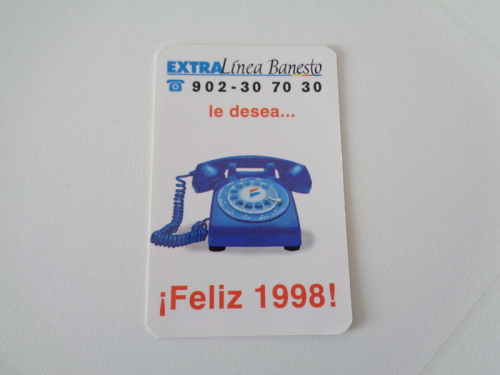 EXTRALínea Banesto
☎ 902-30 70 30
le desea...
¡Feliz 1998!